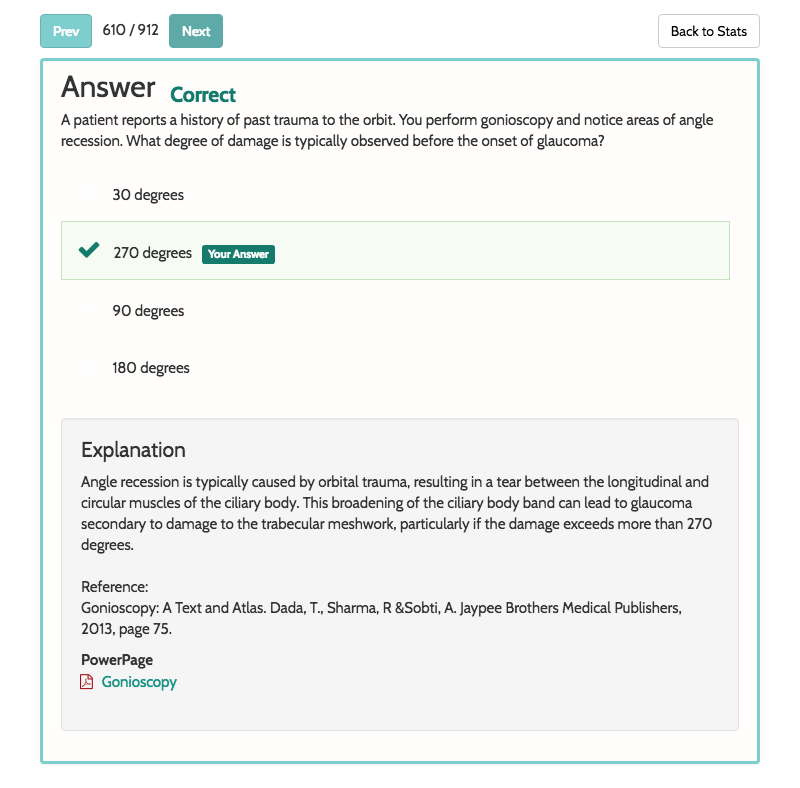 Prev 610 / 912 Next Back to Stats
Answer Correct
A patient reports a history of past trauma to the orbit. You perform gonioscopy and notice areas of angle
recession. What degree of damage is typically observed before the onset of glaucoma?
30 degrees
270 degrees Your Answer
90 degrees
180 degrees
Explanation
Angle recession is typically caused by orbital trauma, resulting in a tear between the longitudinal and
circular muscles of the ciliary body. This broadening of the ciliary body band can lead to glaucoma
secondary to damage to the trabecular meshwork, particularly if the damage exceeds more than 270
degrees.
Reference:
Gonioscopy: A Text and Atlas. Dada, T., Sharma, R &Sobti, A. Jaypee Brothers Medical Publishers,
2013, page 75.
PowerPage
Gonioscopy